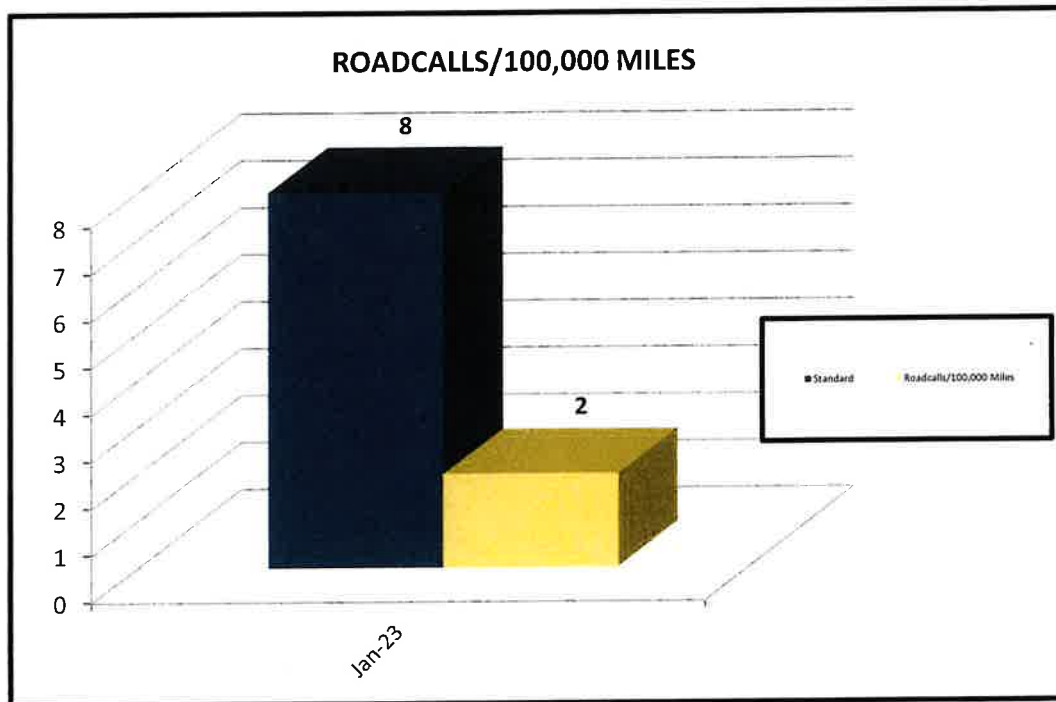 ROADCALLS/100,000 MILES
8
2
8
7
6
5
4
3
2
1
0
Jan-23
Standard
Roadcalls/100,000 Miles